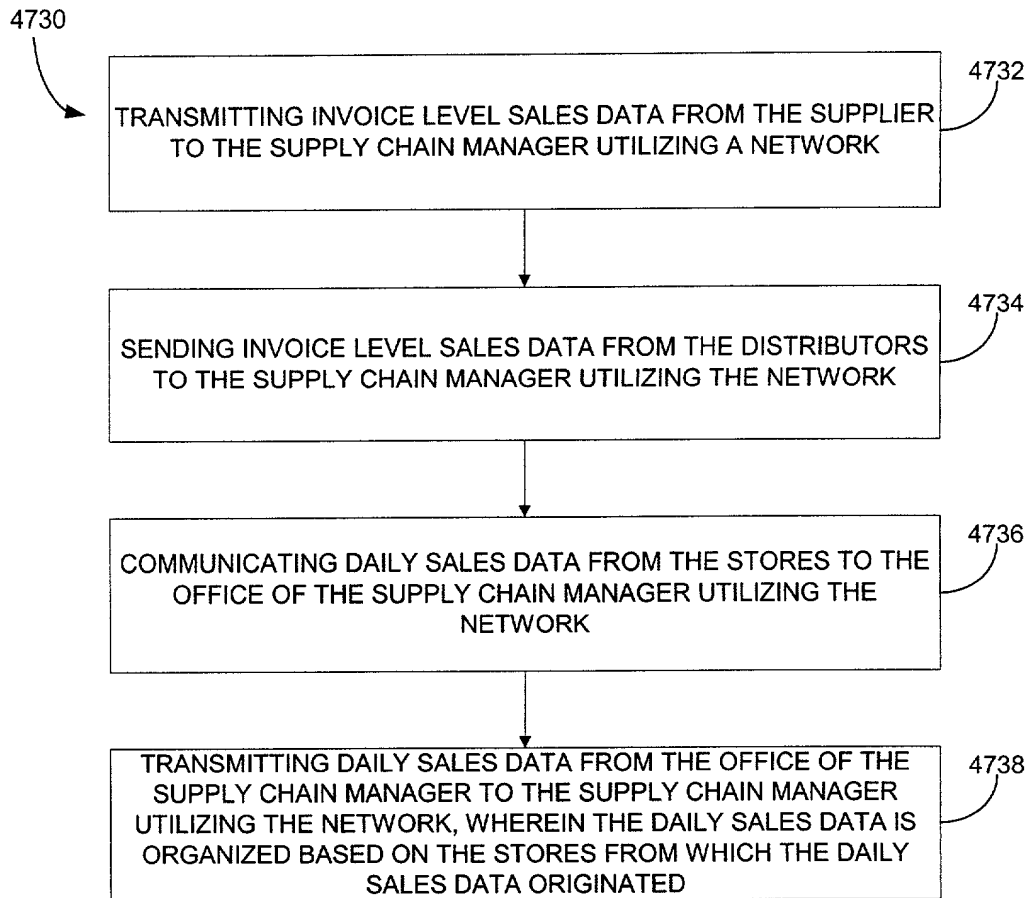 4730
4732
TRANSMITTING INVOICE LEVEL SALES DATA FROM THE SUPPLIER
TO THE SUPPLY CHAIN MANAGER UTILIZING A NETWORK
4734
SENDING INVOICE LEVEL SALES DATA FROM THE DISTRIBUTORS
TO THE SUPPLY CHAIN MANAGER UTILIZING THE NETWORK
4736
COMMUNICATING DAILY SALES DATA FROM THE STORES TO THE
OFFICE OF THE SUPPLY CHAIN MANAGER UTILIZING THE
NETWORK
4738
TRANSMITTING DAILY SALES DATA FROM THE OFFICE OF THE
SUPPLY CHAIN MANAGER TO THE SUPPLY CHAIN MANAGER
UTILIZING THE NETWORK, WHEREIN THE DAILY SALES DATA IS
ORGANIZED BASED ON THE STORES FROM WHICH THE DAILY
SALES DATA ORIGINATED